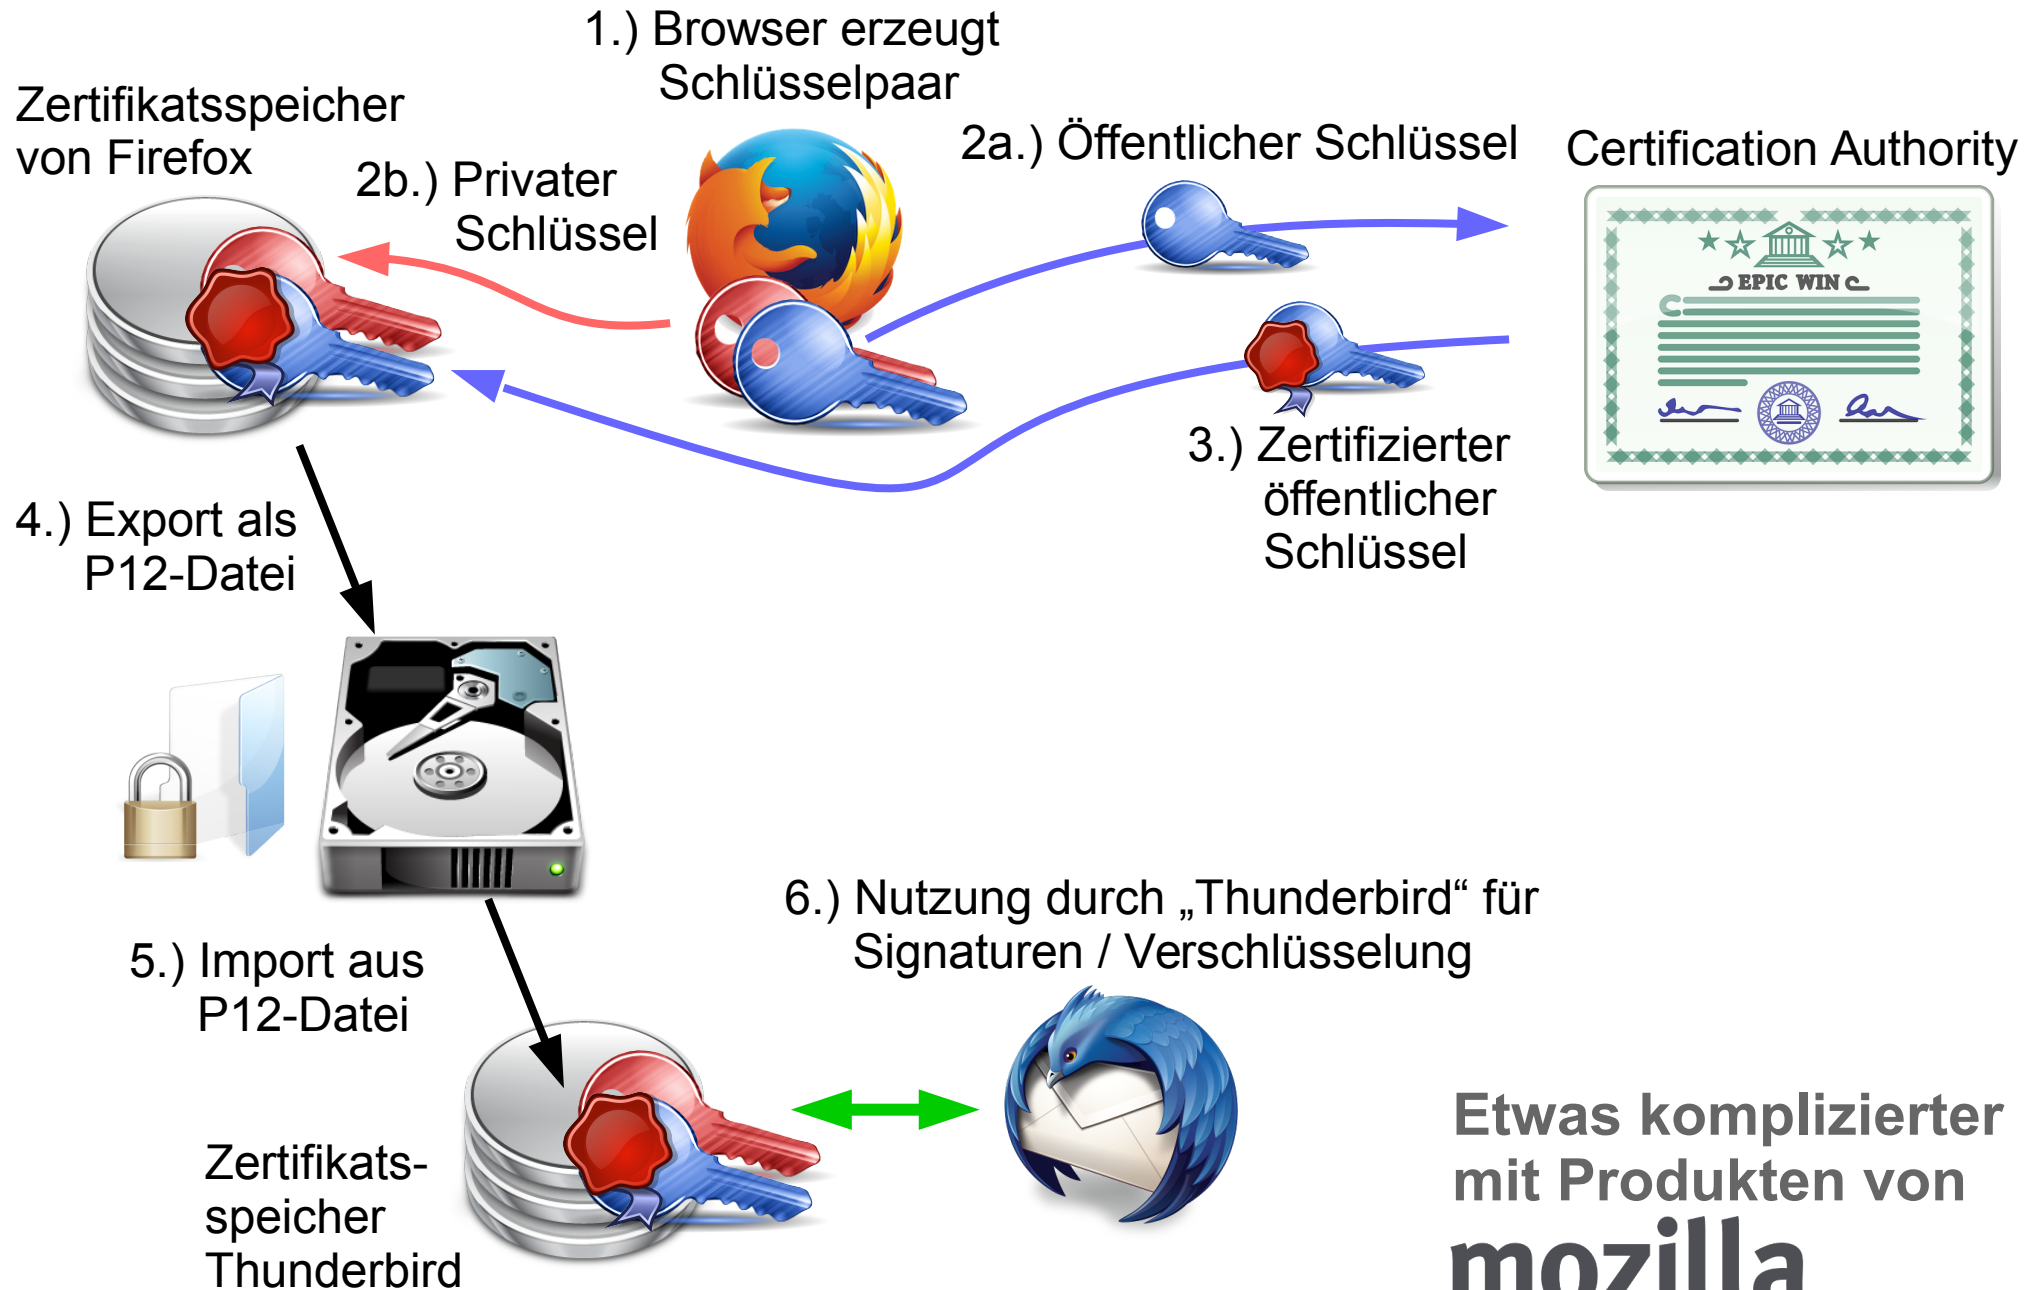 1.) Browser erzeugt
Schlüsselpaar
Zertifikatsspeicher
von Firefox
2b.) Privater
Schlüssel
2a.) Öffentlicher Schlüssel
Certification Authority
EPIC WIN
3.) Zertifizierter
öffentlicher
Schlüssel
4.) Export als
P12-Datei
5.) Import aus
P12-Datei
6.) Nutzung durch „Thunderbird“ für
Signaturen / Verschlüsselung
Zertifikats-
speicher
Thunderbird
Etwas komplizierter
mit Produkten von
mozilla